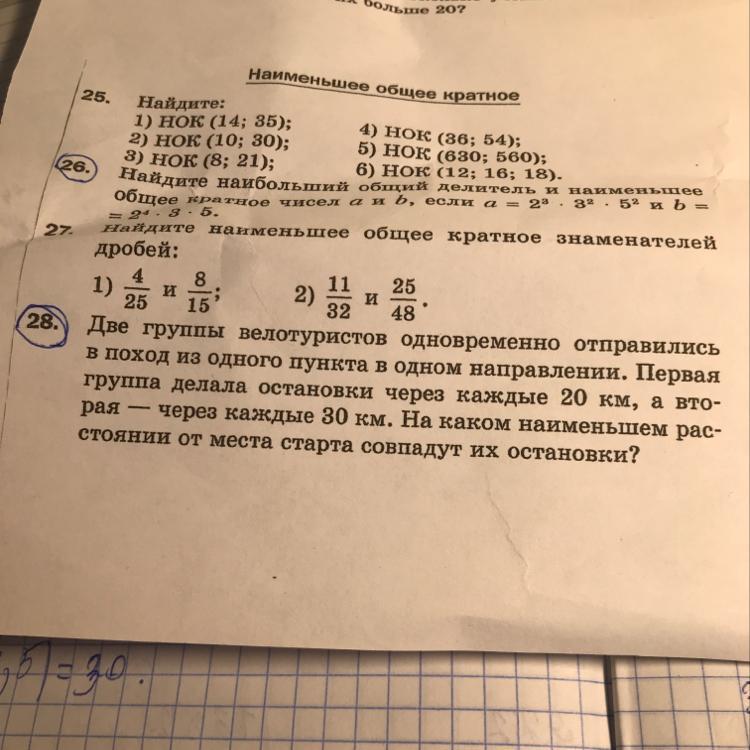 больше 20?
Наименьшее общее кратное
25. Найдите:
1) НОК (14; 35);
2) НОК (10; 30);
3) НОК (8; 21);
4) НОК (36; 54);
5) НОК (630; 560);
6) НОК (12; 16; 18).
26. Найдите наибольший общий делитель и наименьшее
общее кратное чисел a и b, если a = 2³ · 3² · 5² и b =
= 2⁴ · 3 · 5.
27. Найдите наименьшее общее кратное знаменателей
дробей:
1) 4/25 и 8/15; 2) 11/32 и 25/48.
28. Две группы велотуристов одновременно отправились
в поход из одного пункта в одном направлении. Первая
группа делала остановки через каждые 20 км, а вто-
рая — через каждые 30 км. На каком наименьшем рас-
стоянии от места старта совпадут их остановки?
5) = 30.